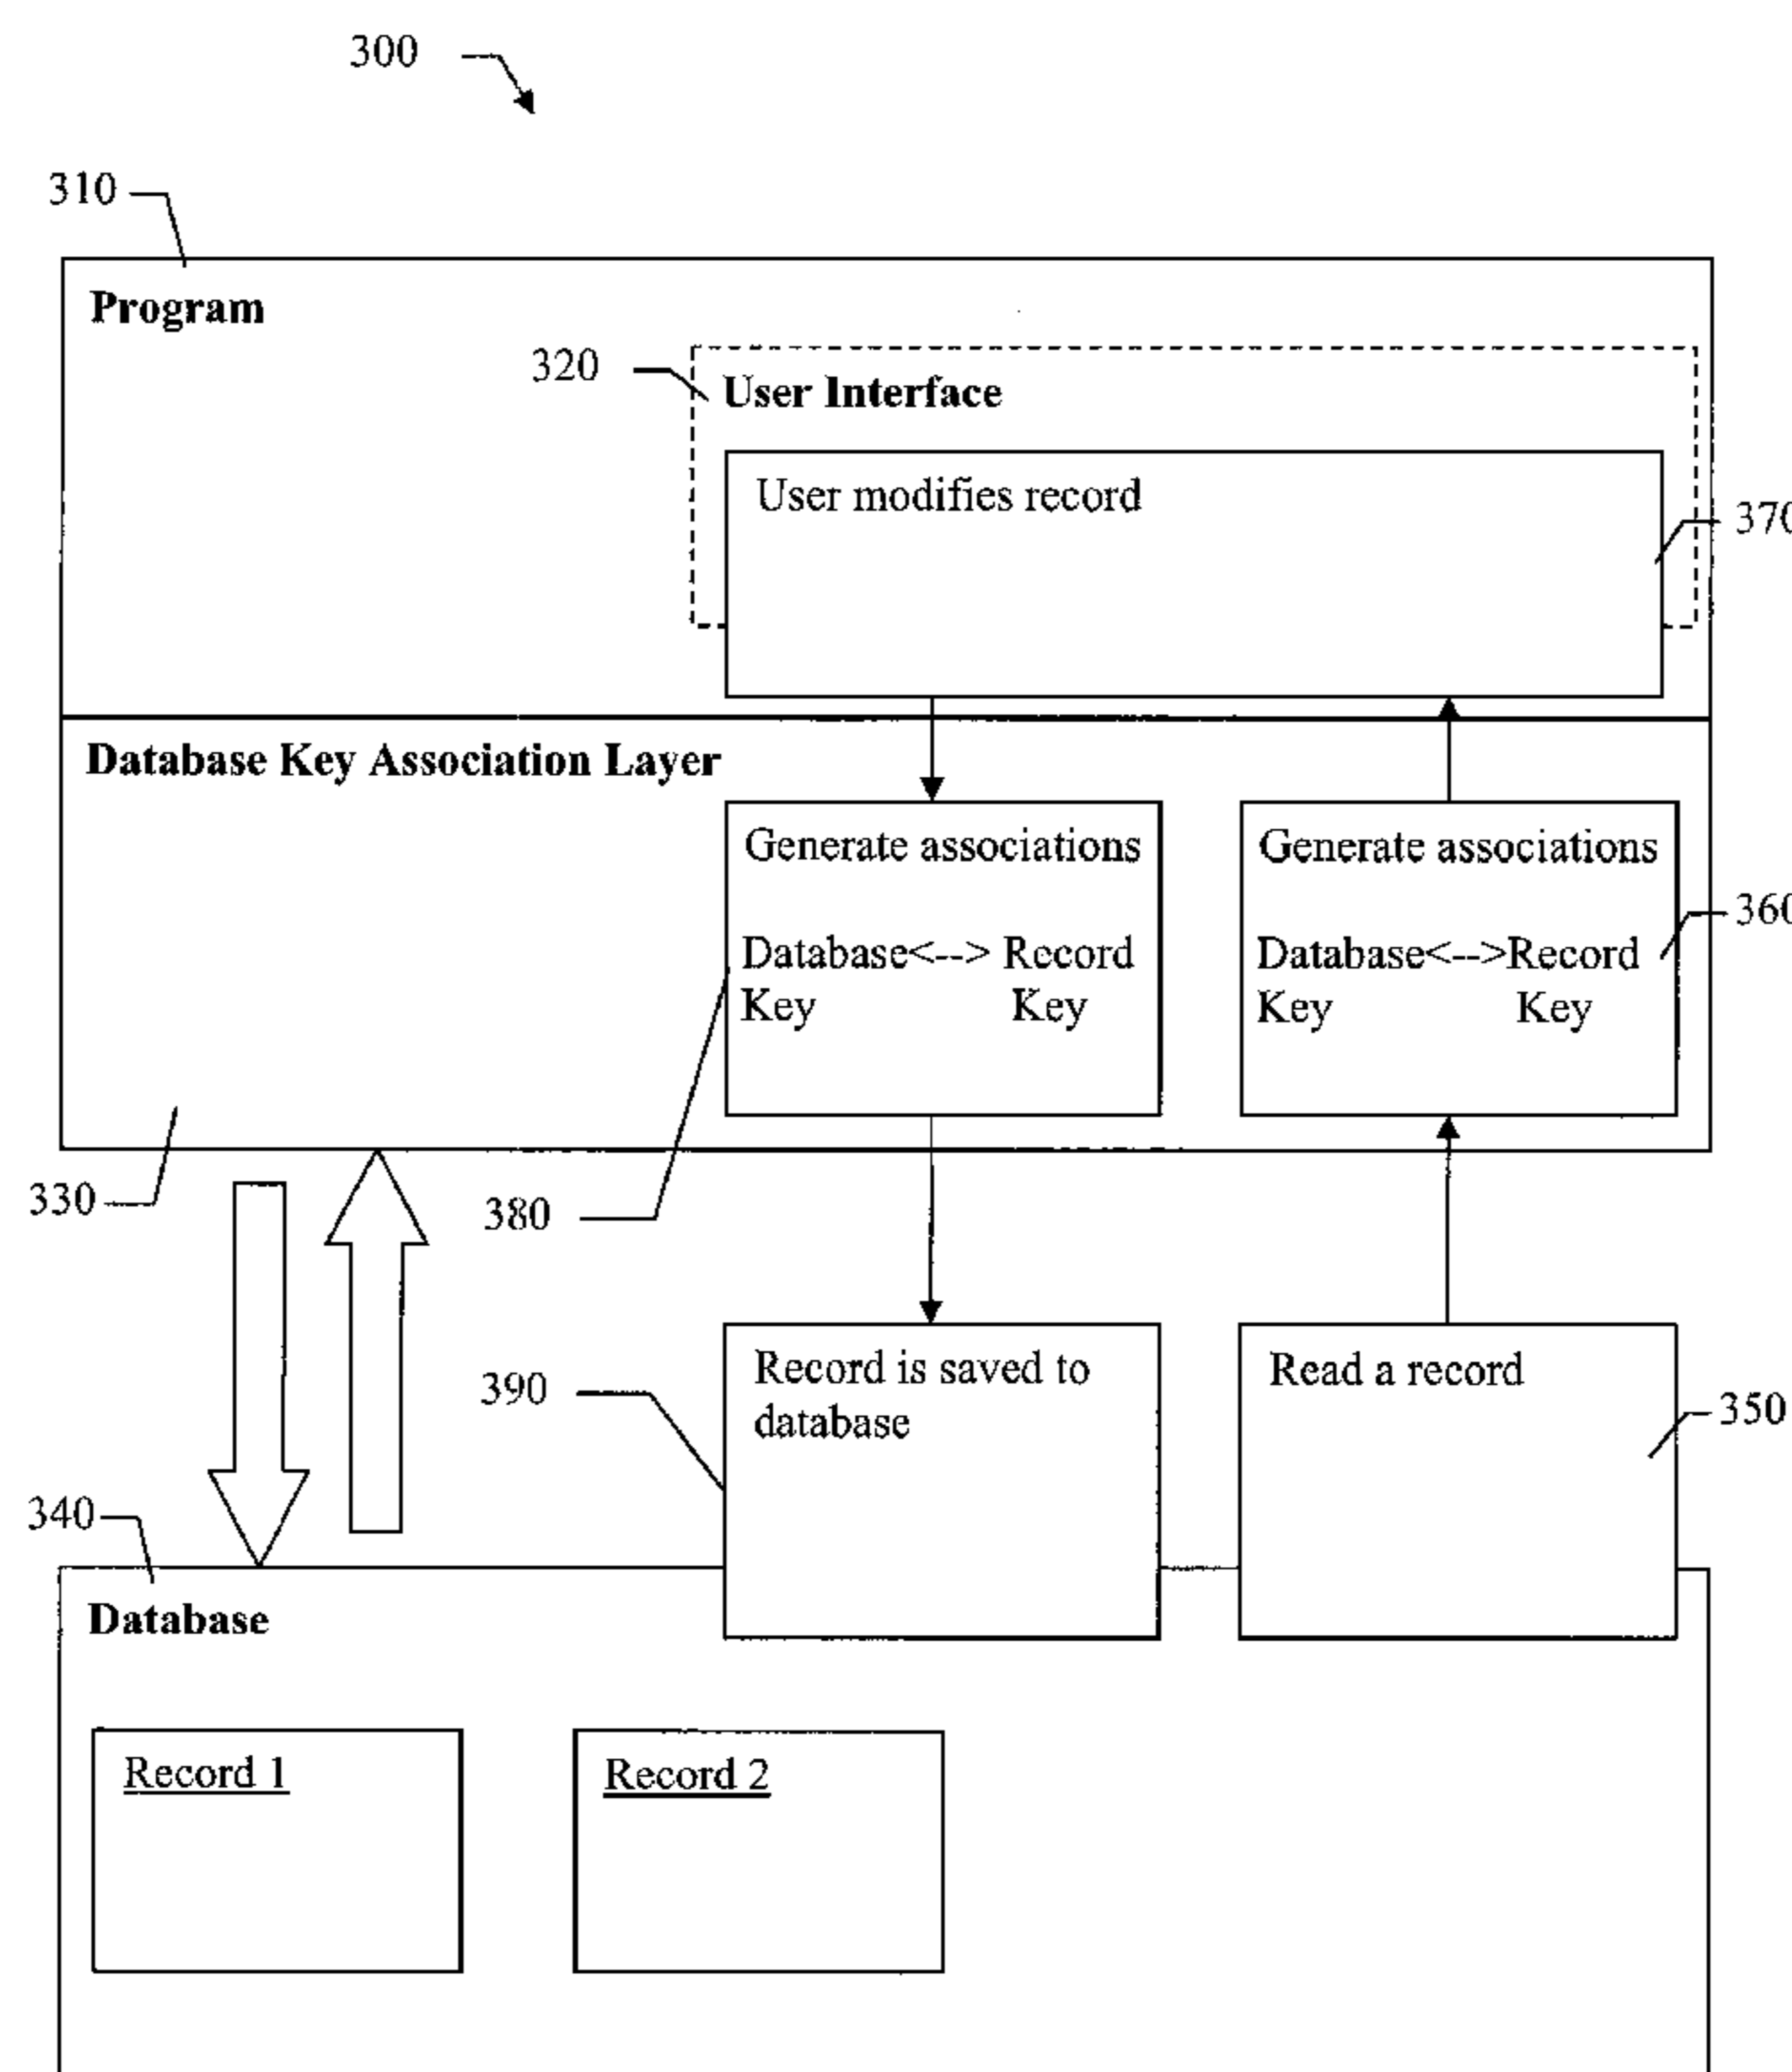 300
310
Program
320
User Interface
User modifies record
370
Database Key Association Layer
Generate associations
Database<--> Record
Key Key
380
Generate associations
Database<-->Record
Key Key
360
330
Record is saved to
database
390
Read a record
350
340
Database
Record 1
Record 2